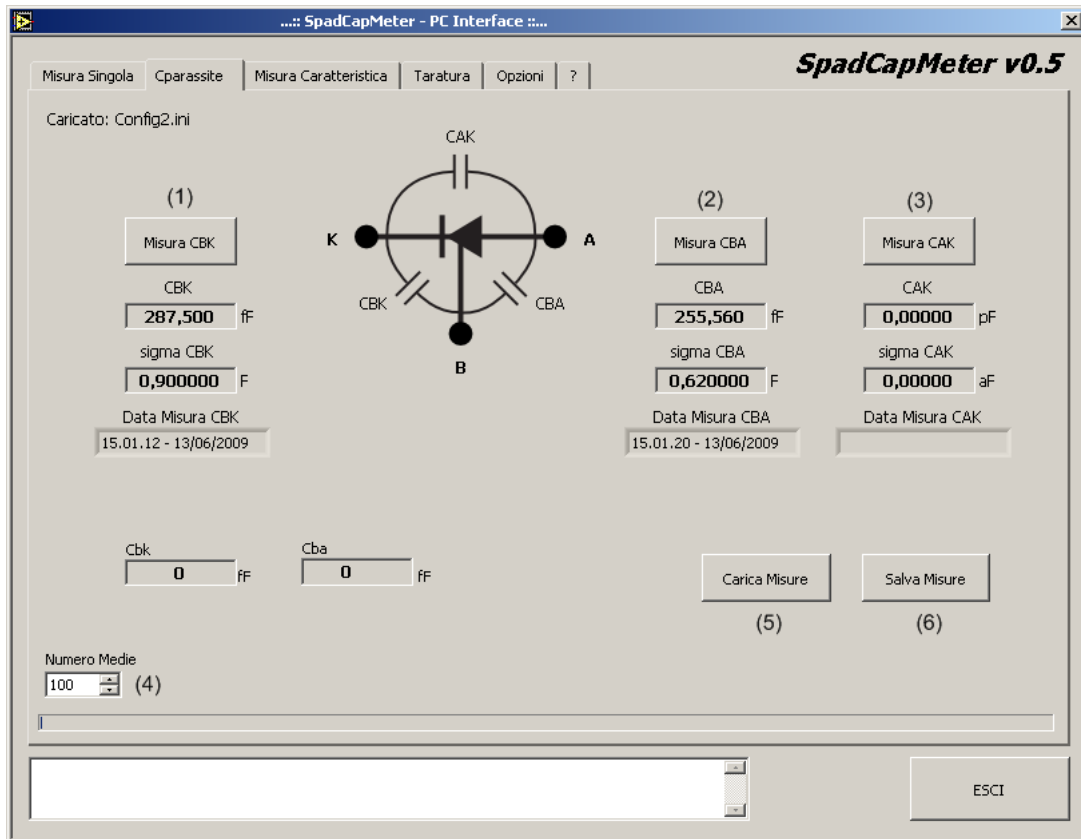 ...:: SpadCapMeter - PC Interface ::...
SpadCapMeter v0.5
Misura Singola Cparassite Misura Caratteristica Taratura Opzioni ?
Caricato: Config2.ini
CAK
K A
CBK CBA
B
(1)
Misura CBK
CBK
287,500 fF
sigma CBK
0,900000 F
Data Misura CBK
15.01.12 - 13/06/2009
(2)
Misura CBA
CBA
255,560 fF
sigma CBA
0,620000 F
Data Misura CBA
15.01.20 - 13/06/2009
(3)
Misura CAK
CAK
0,00000 pF
sigma CAK
0,00000 aF
Data Misura CAK
Cbk
0 fF
Cba
0 fF
Carica Misure
(5)
Salva Misure
(6)
Numero Medie
100 (4)
ESCI